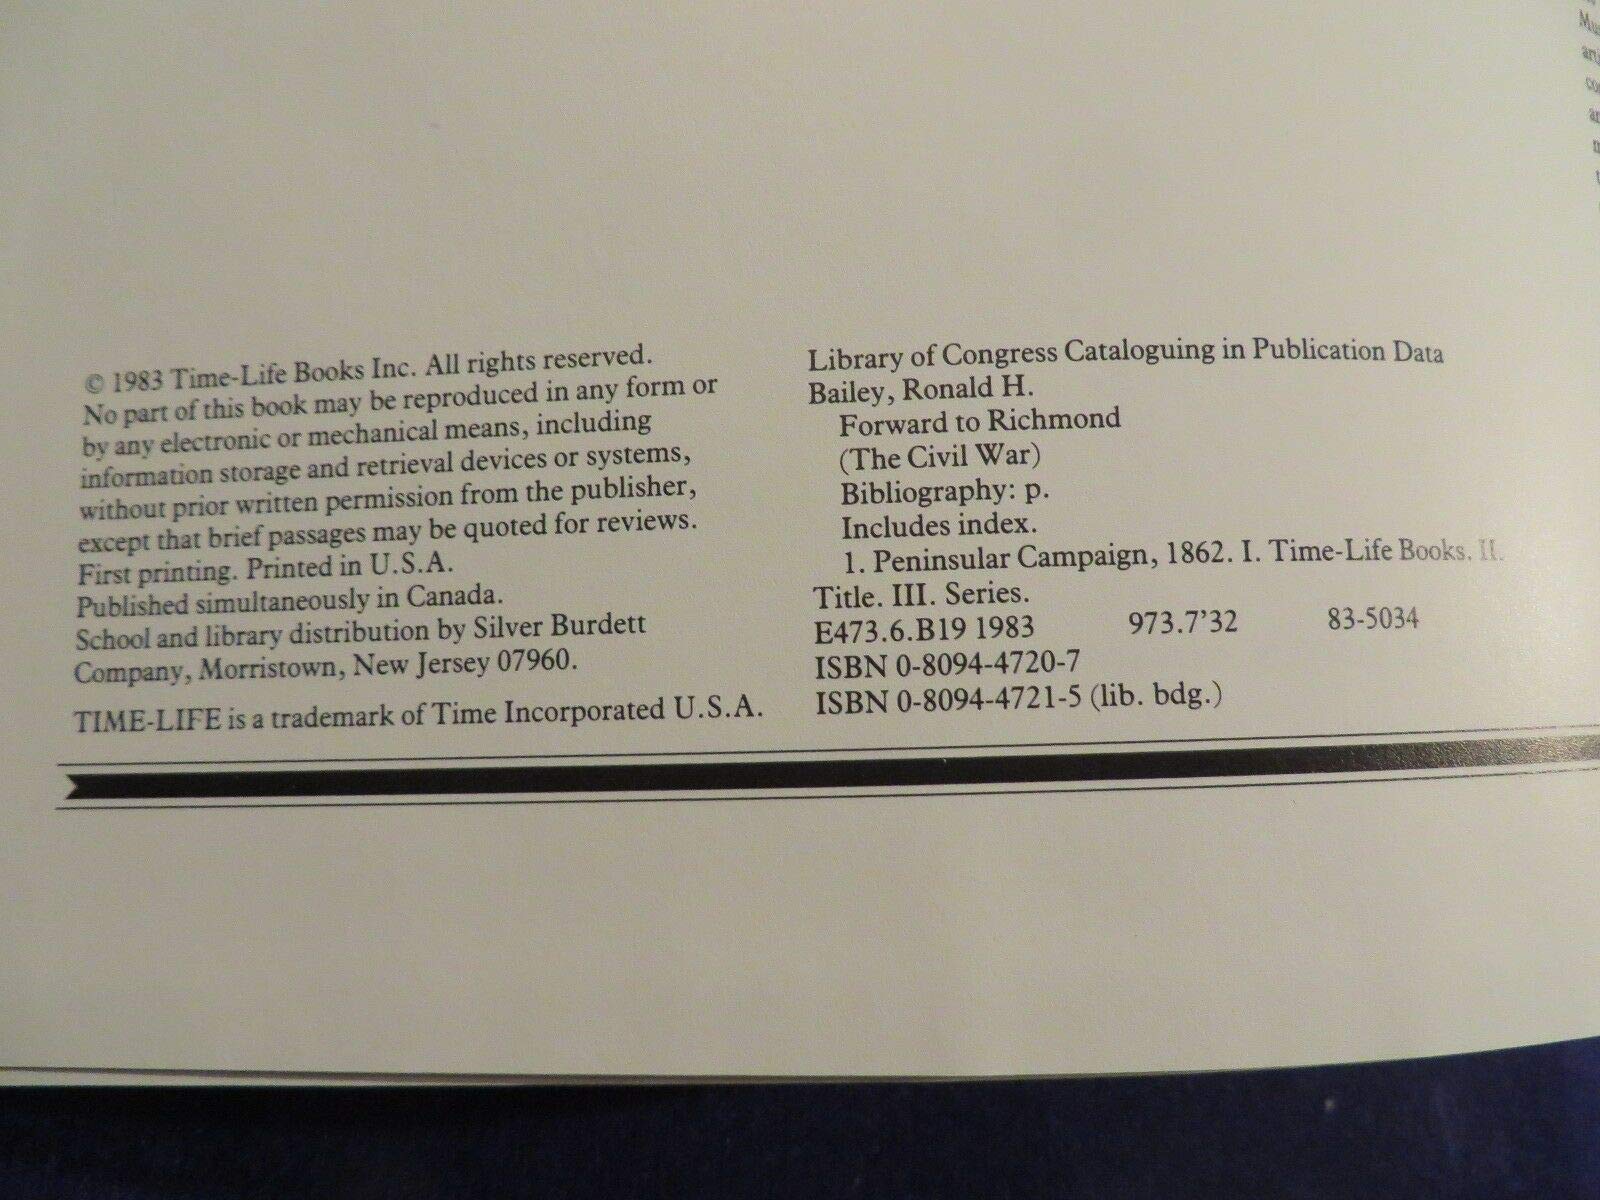 © 1983 Time-Life Books Inc. All rights reserved.
No part of this book may be reproduced in any form or
by any electronic or mechanical means, including
information storage and retrieval devices or systems,
without prior written permission from the publisher,
except that brief passages may be quoted for reviews.
First printing. Printed in U.S.A.
Published simultaneously in Canada.
School and library distribution by Silver Burdett
Company, Morristown, New Jersey 07960.
TIME-LIFE is a trademark of Time Incorporated U.S.A.
Library of Congress Cataloguing in Publication Data
Bailey, Ronald H.
Forward to Richmond
(The Civil War)
Bibliography: p.
Includes index.
1. Peninsular Campaign, 1862. I. Time-Life Books. II.
Title. III. Series.
E473.6.B19 1983 973.7'32 83-5034
ISBN 0-8094-4720-7
ISBN 0-8094-4721-5 (lib. bdg.)